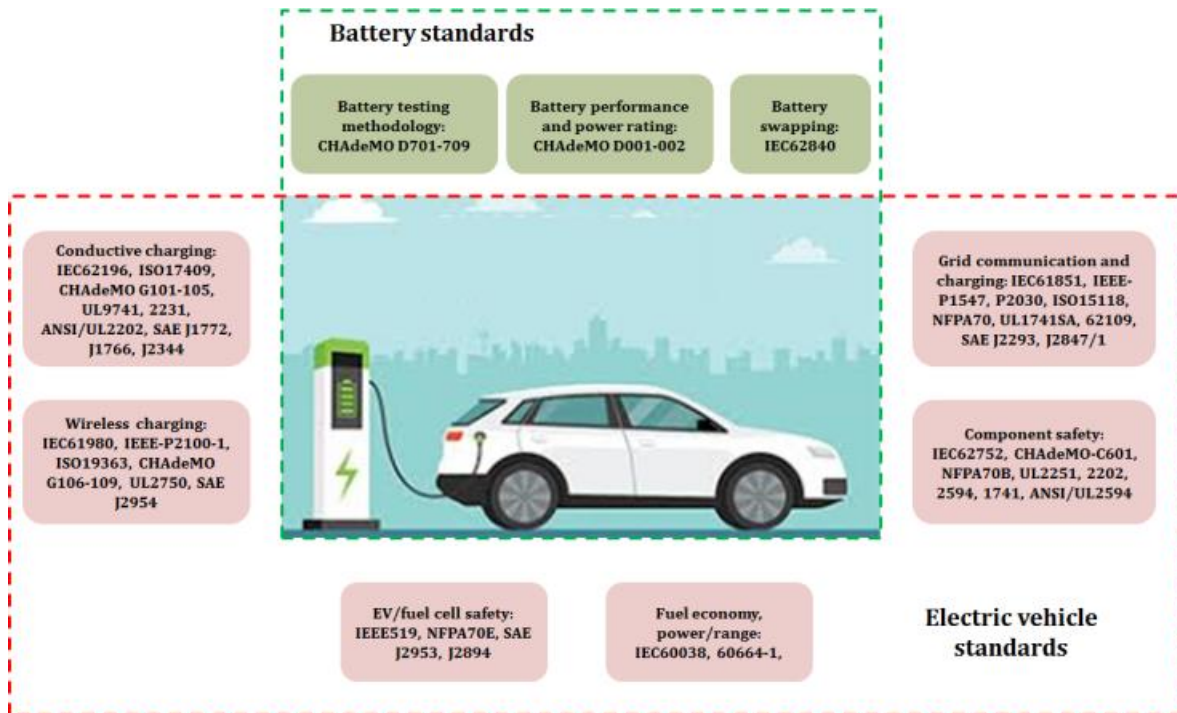 Battery standards
Battery testing
methodology:
CHAdeMO D701-709
Battery performance
and power rating:
CHAdeMO D001-002
Battery
swapping:
IEC62840
Conductive charging:
IEC62196, ISO17409,
CHAdeMO G101-105,
UL9741, 2231,
ANSI/UL2202, SAE J1772,
J1766, J2344
Grid communication and
charging: IEC61851, IEEE-
P1547, P2030, ISO15118,
NFPA70, UL1741SA, 62109,
SAE J2293, J2847/1
Wireless charging:
IEC61980, IEEE-P2100-1,
ISO19363, CHAdeMO
G106-109, UL2750, SAE
J2954
Component safety:
IEC62752, CHAdeMO-C601,
NFPA70B, UL2251, 2202,
2594, 1741, ANSI/UL2594
EV/fuel cell safety:
IEEE519, NFPA70E, SAE
J2953, J2894
Fuel economy,
power/range:
IEC60038, 60664-1,
Electric vehicle
standards